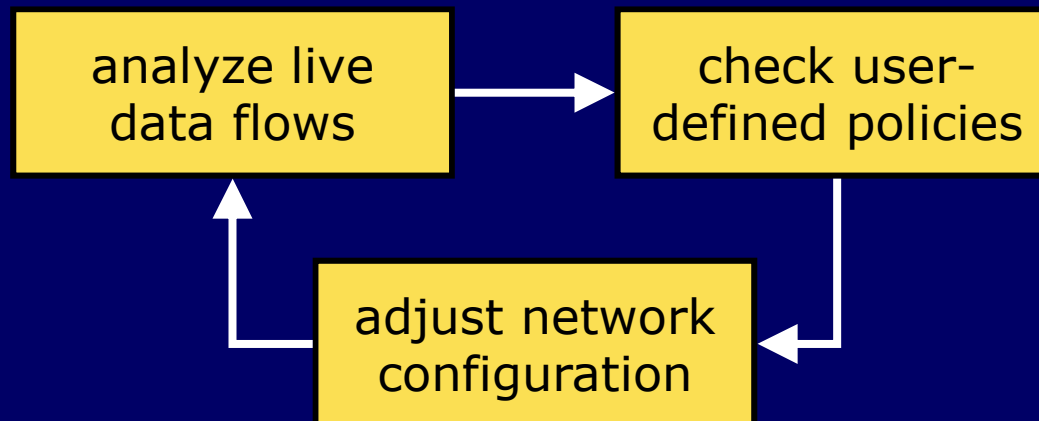 analyze live
data flows
check user-
defined policies
adjust network
configuration